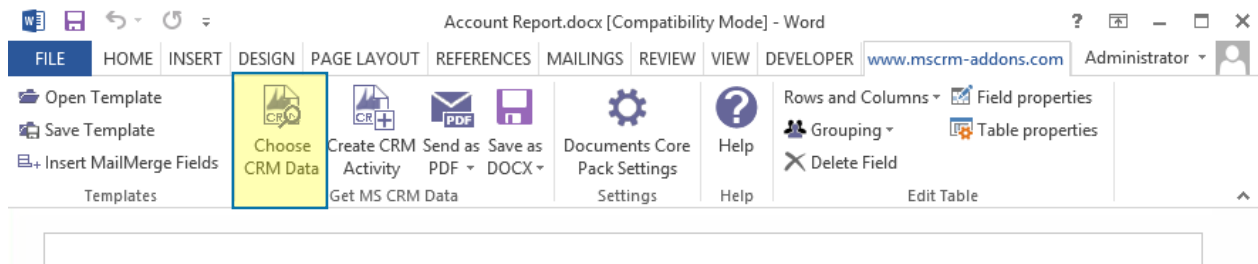 Account Report.docx [Compatibility Mode] - Word
FILE HOME INSERT DESIGN PAGE LAYOUT REFERENCES MAILINGS REVIEW VIEW DEVELOPER www.mscrm-addons.com Administrator
Open Template
Save Template
Insert MailMerge Fields
Templates
Choose
CRM Data
Create CRM
Activity
Send as
PDF
Save as
DOCX
Get MS CRM Data
Documents Core
Pack Settings
Settings
Help
Help
Rows and Columns
Field properties
Grouping
Table properties
Delete Field
Edit Table